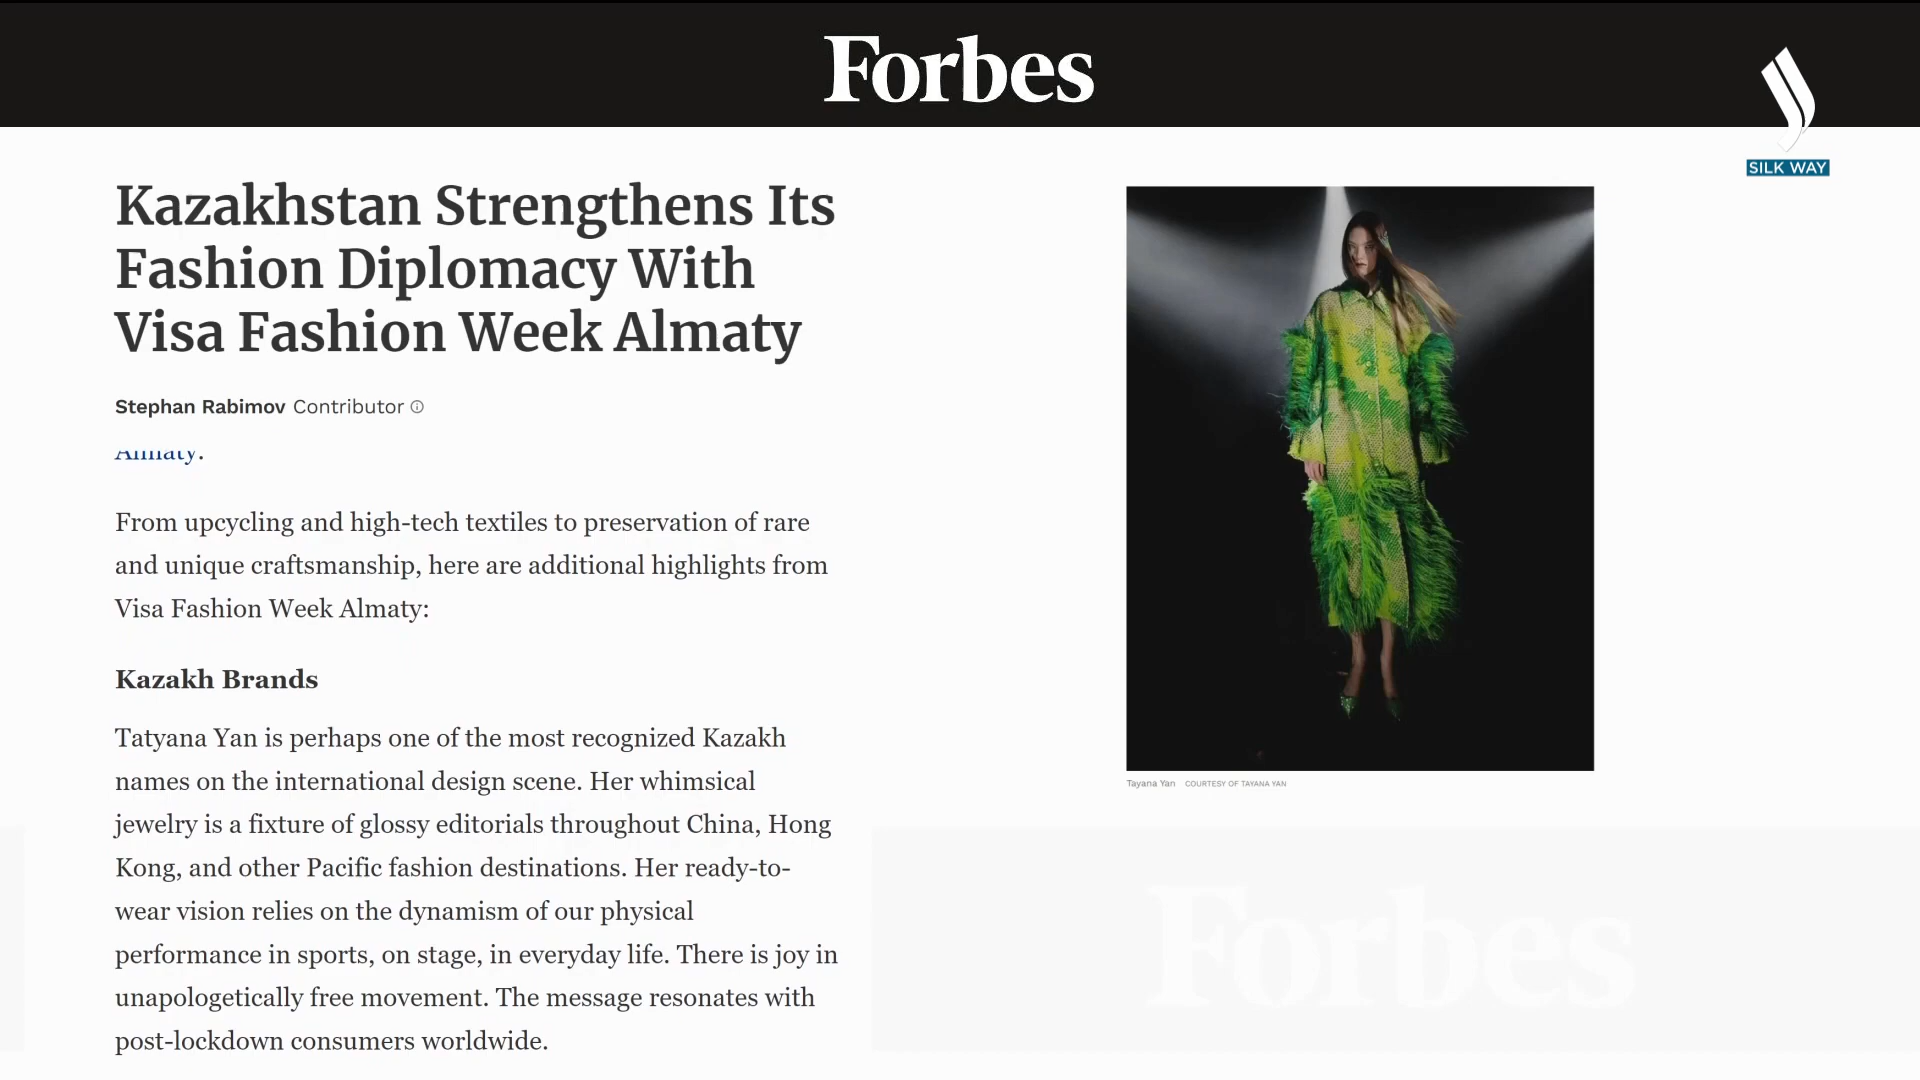 Forbes
SILK WAY
Kazakhstan Strengthens Its
Fashion Diplomacy With
Visa Fashion Week Almaty
Stephan Rabimov Contributor
Almaty.
From upcycling and high-tech textiles to preservation of rare
and unique craftsmanship, here are additional highlights from
Visa Fashion Week Almaty:
Kazakh Brands
Tatyana Yan is perhaps one of the most recognized Kazakh
names on the international design scene. Her whimsical
jewelry is a fixture of glossy editorials throughout China, Hong
Kong, and other Pacific fashion destinations. Her ready-to-
wear vision relies on the dynamism of our physical
performance in sports, on stage, in everyday life. There is joy in
unapologetically free movement. The message resonates with
post-lockdown consumers worldwide.
Tayana Yan COURTESY OF TAYANA YAN
Forbes